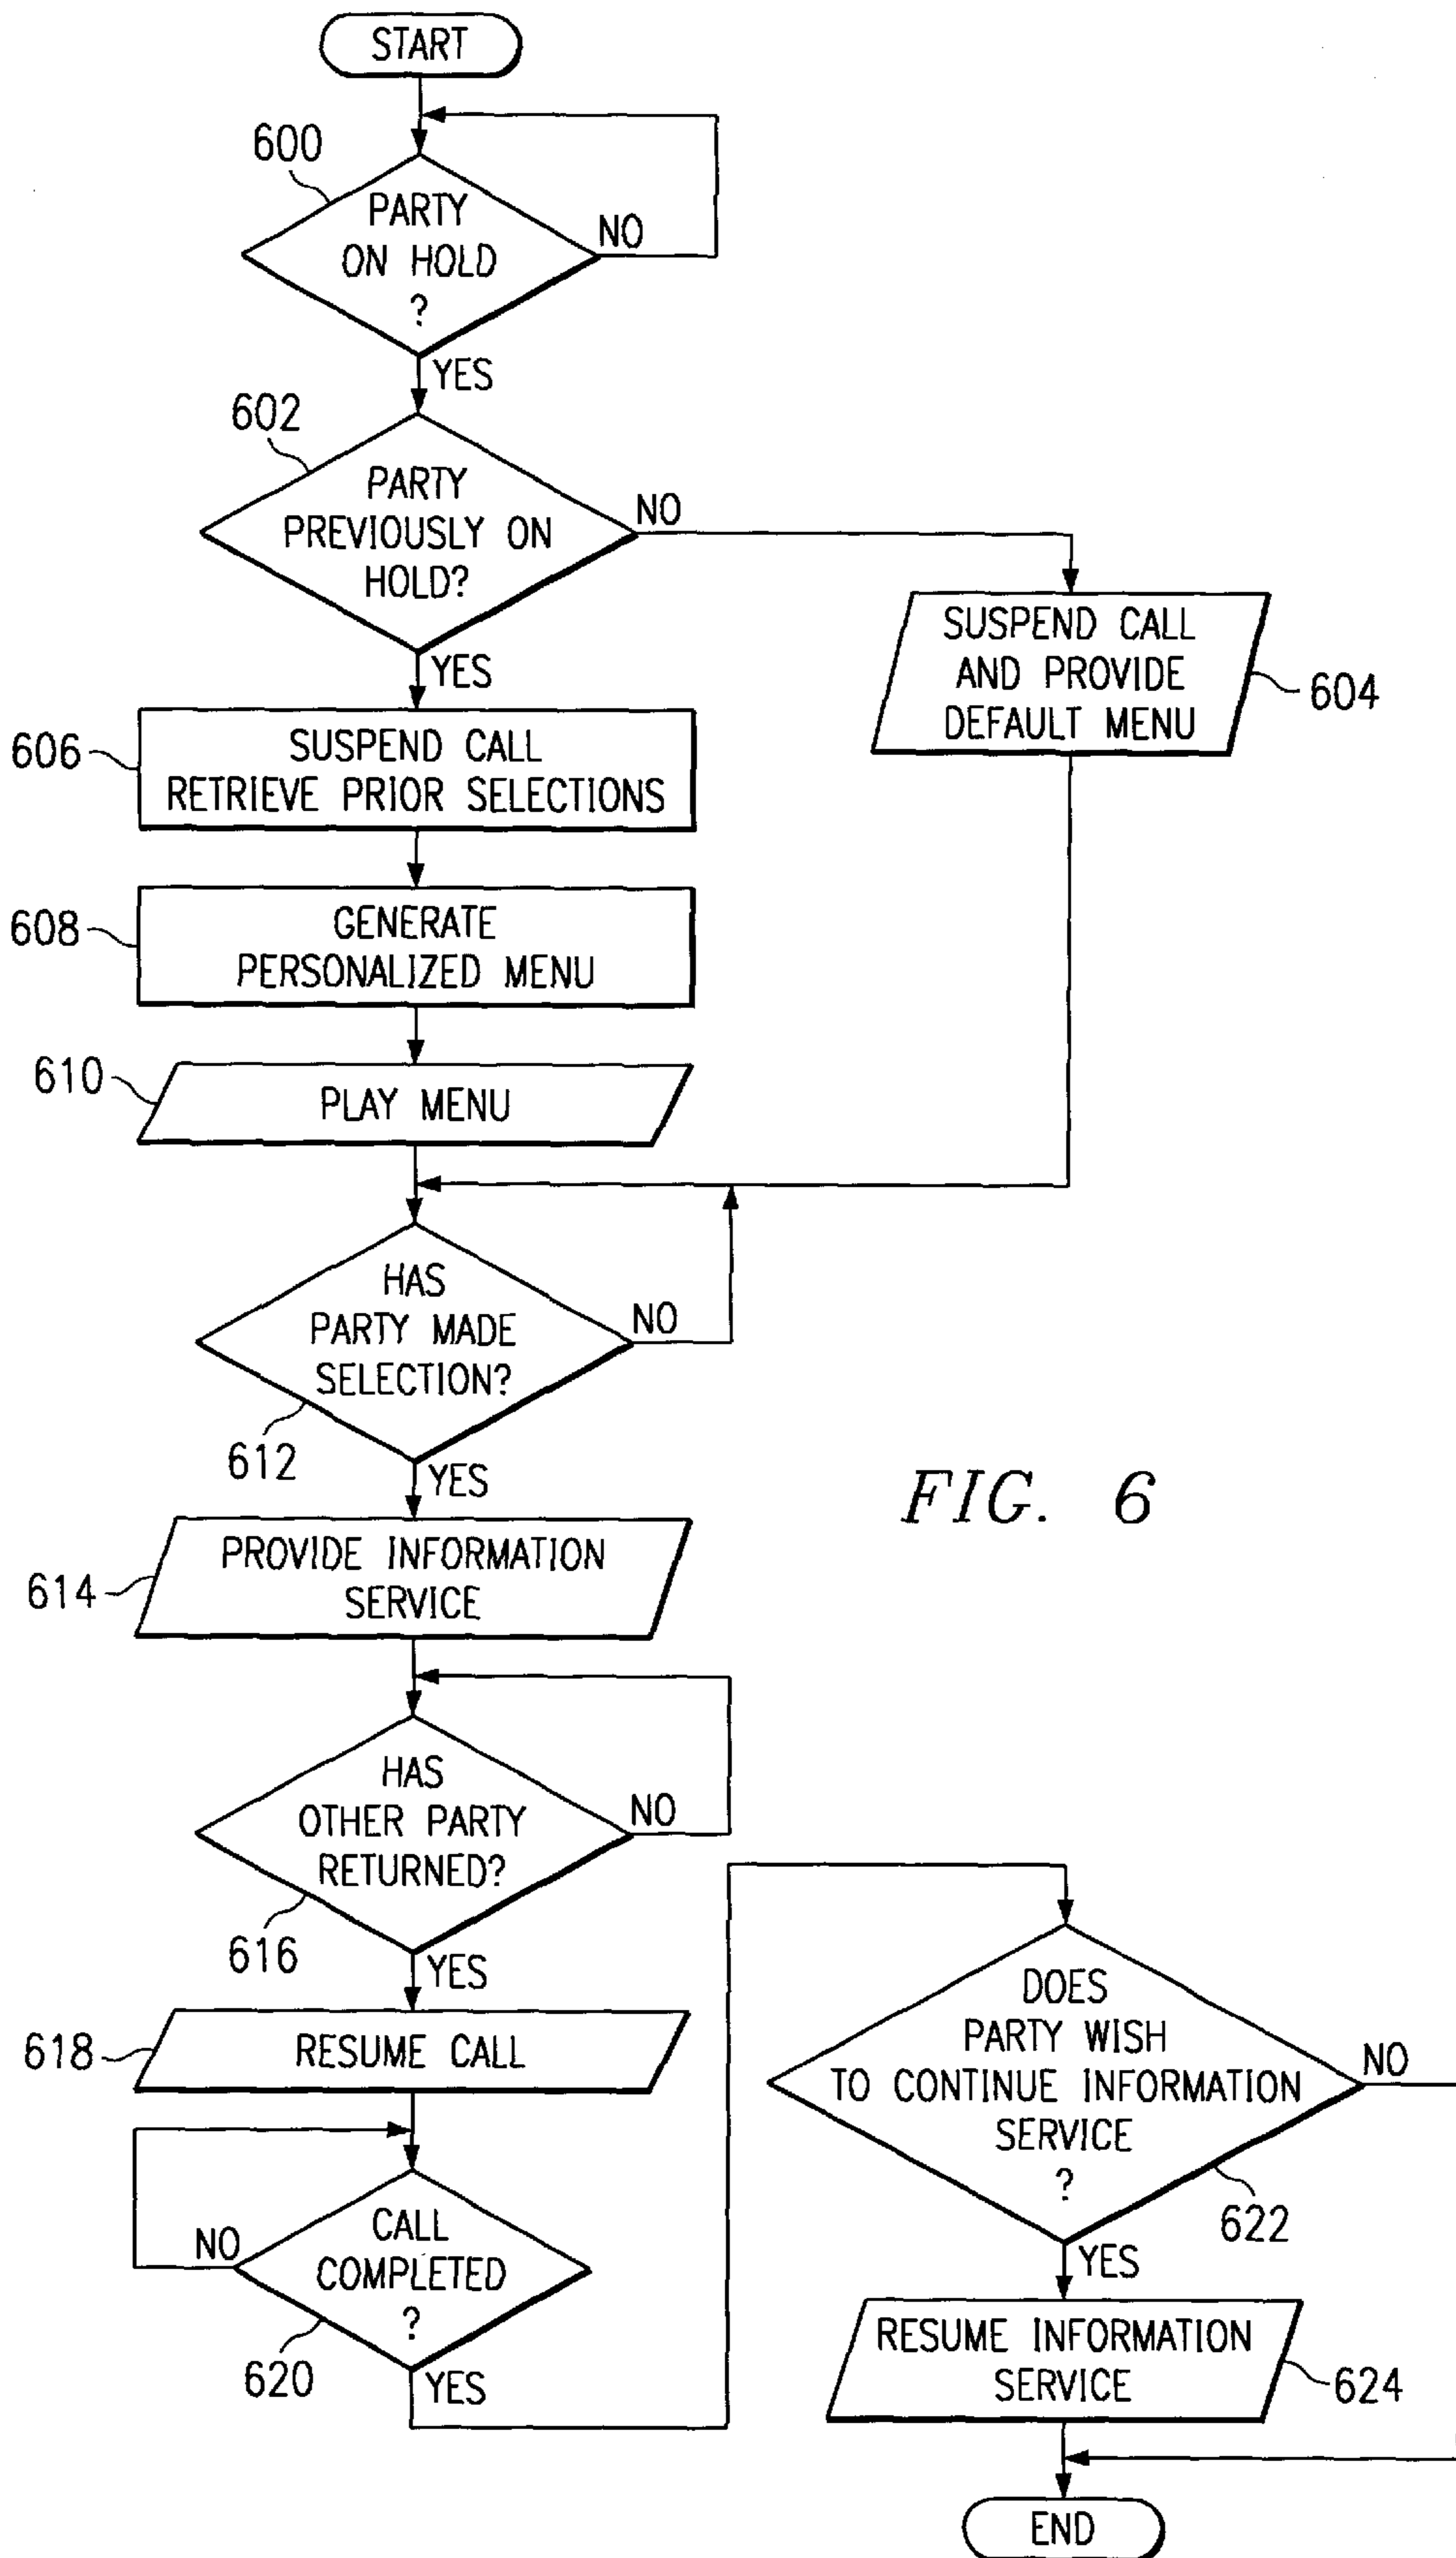 START
600
PARTY
ON HOLD
?
NO
YES
602
PARTY
PREVIOUSLY ON
HOLD?
NO
YES
SUSPEND CALL
AND PROVIDE
DEFAULT MENU
604
606
SUSPEND CALL
RETRIEVE PRIOR SELECTIONS
608
GENERATE
PERSONALIZED MENU
610
PLAY MENU
HAS
PARTY MADE
SELECTION?
NO
612
YES
FIG. 6
614
PROVIDE INFORMATION
SERVICE
HAS
OTHER PARTY
RETURNED?
NO
616
YES
618
RESUME CALL
CALL
COMPLETED
?
NO
620
YES
DOES
PARTY WISH
TO CONTINUE INFORMATION
SERVICE
?
NO
622
YES
RESUME INFORMATION
SERVICE
624
END